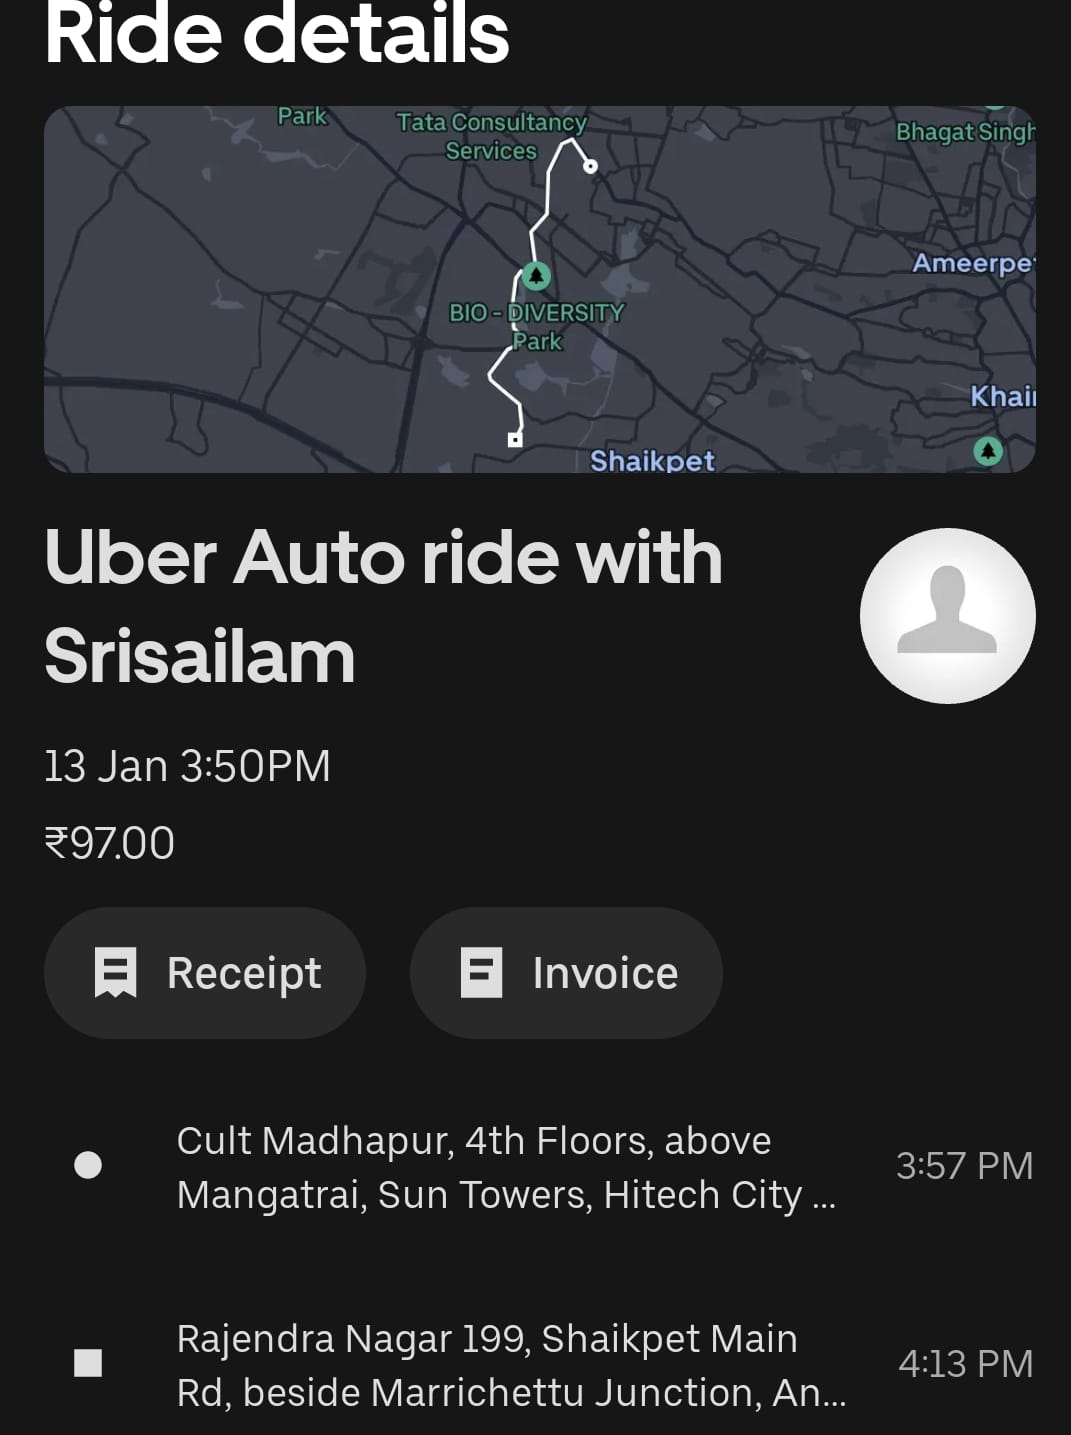 Ride details
Park
Tata Consultancy
Services
Bhagat Singh
Ameerpe
BIO - DIVERSITY
Park
Khai
Shaikpet
Uber Auto ride with
Srisailam
13 Jan 3:50PM
₹97.00
Receipt
Invoice
Cult Madhapur, 4th Floors, above
Mangatrai, Sun Towers, Hitech City ...
3:57 PM
Rajendra Nagar 199, Shaikpet Main
Rd, beside Marrichettu Junction, An...
4:13 PM